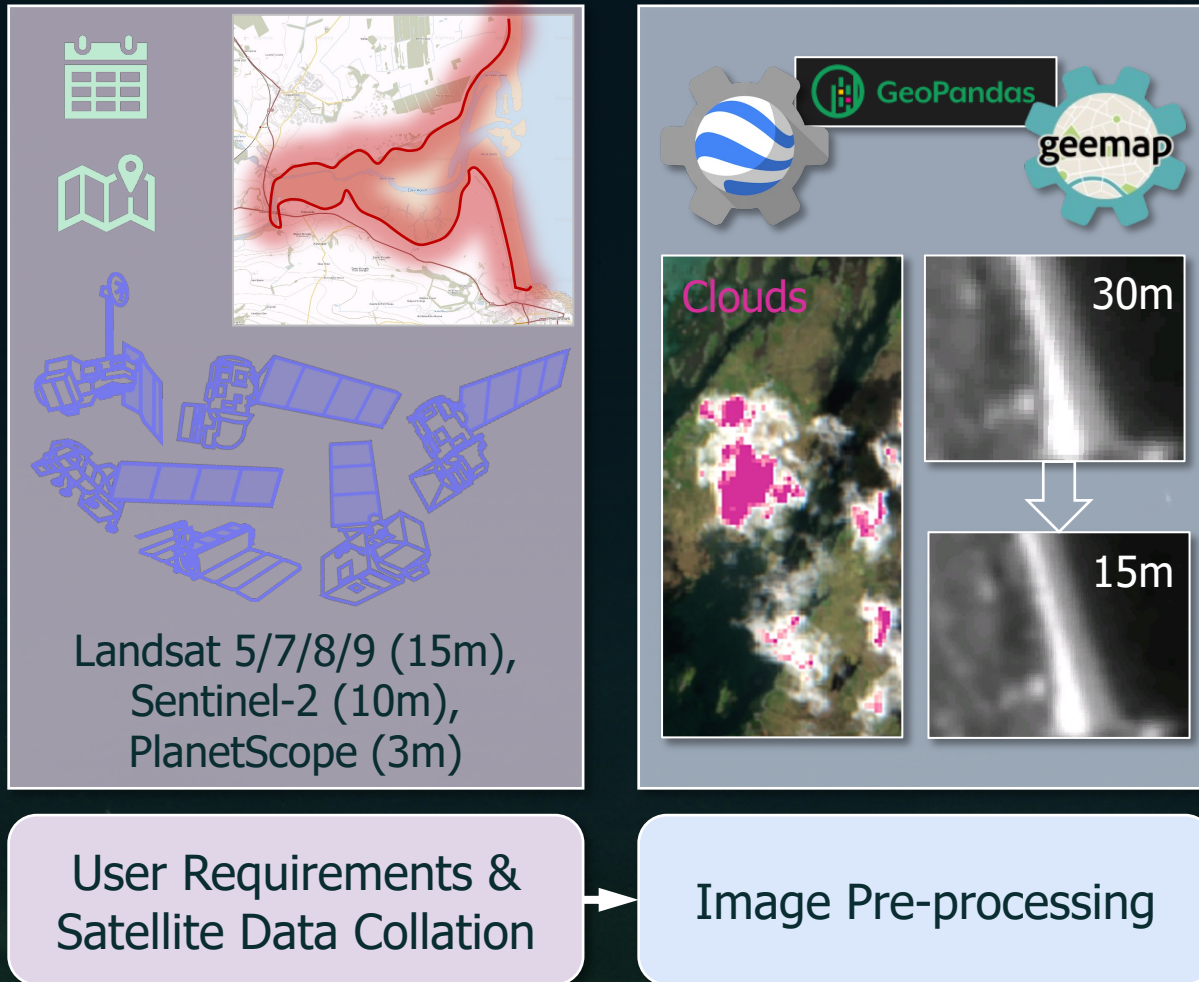 GeoPandas
geemap
Clouds
30m
15m
Landsat 5/7/8/9 (15m),
Sentinel-2 (10m),
PlanetScope (3m)
User Requirements &
Satellite Data Collation
Image Pre-processing